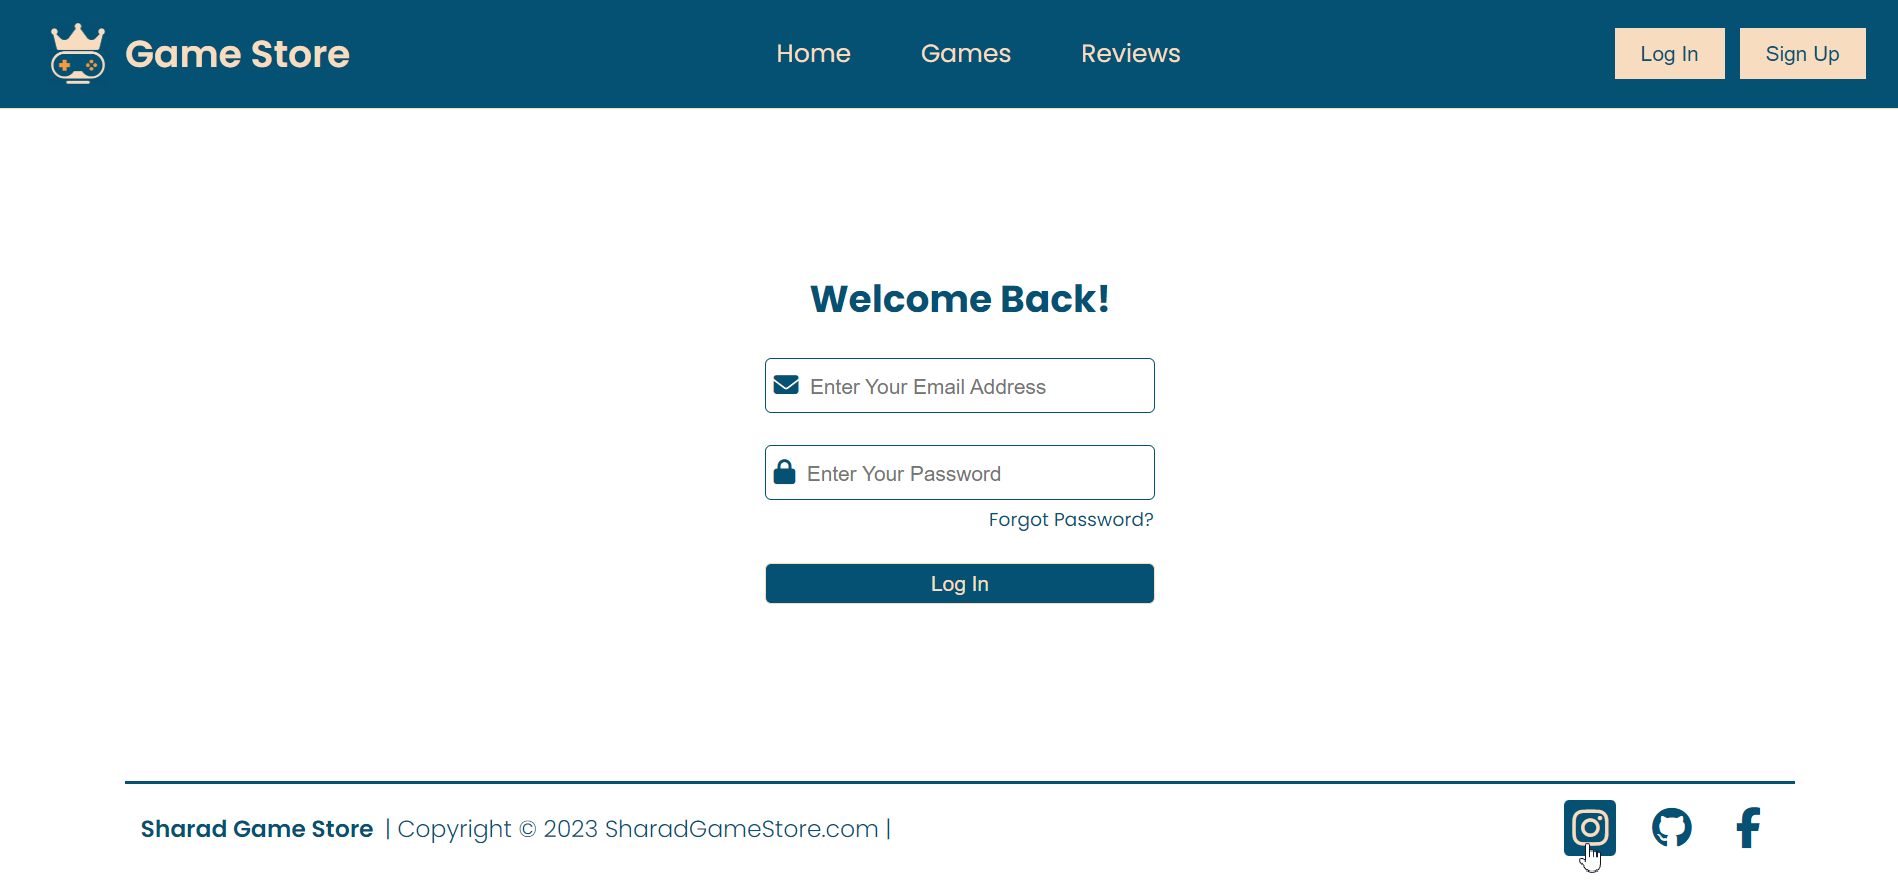 Game Store
Home Games Reviews
Log In Sign Up
Welcome Back!
Enter Your Email Address
Enter Your Password
Forgot Password?
Log In
Sharad Game Store | Copyright © 2023 SharadGameStore.com |